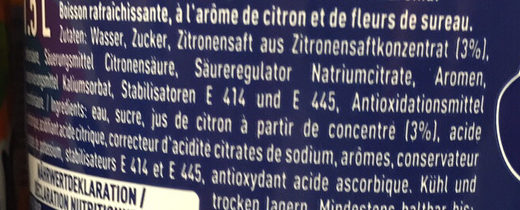 ,5 L Boisson rafraichissante, à l'arôme de citron et de fleurs de sureau.
Zutaten: Wasser, Zucker, Zitronensaft aus Zitronensaftkonzentrat (3%),
Säuerungsmittel Citronensäure, Säureregulator Natriumcitrate, Aromen,
Kaliumsorbat, Stabilisatoren E 414 und E 445, Antioxidationsmittel
/ Ingrédients: eau, sucre, jus de citron à partir de concentré (3%), acide
acide citrique, correcteur d'acidité citrates de sodium, arômes, conservateur
potassium, stabilisateurs E 414 et E 445, antioxydant acide ascorbique. Kühl und
trocken lagern. Mindestens haltbar bis:
NÄHRWERTDEKLARATION /